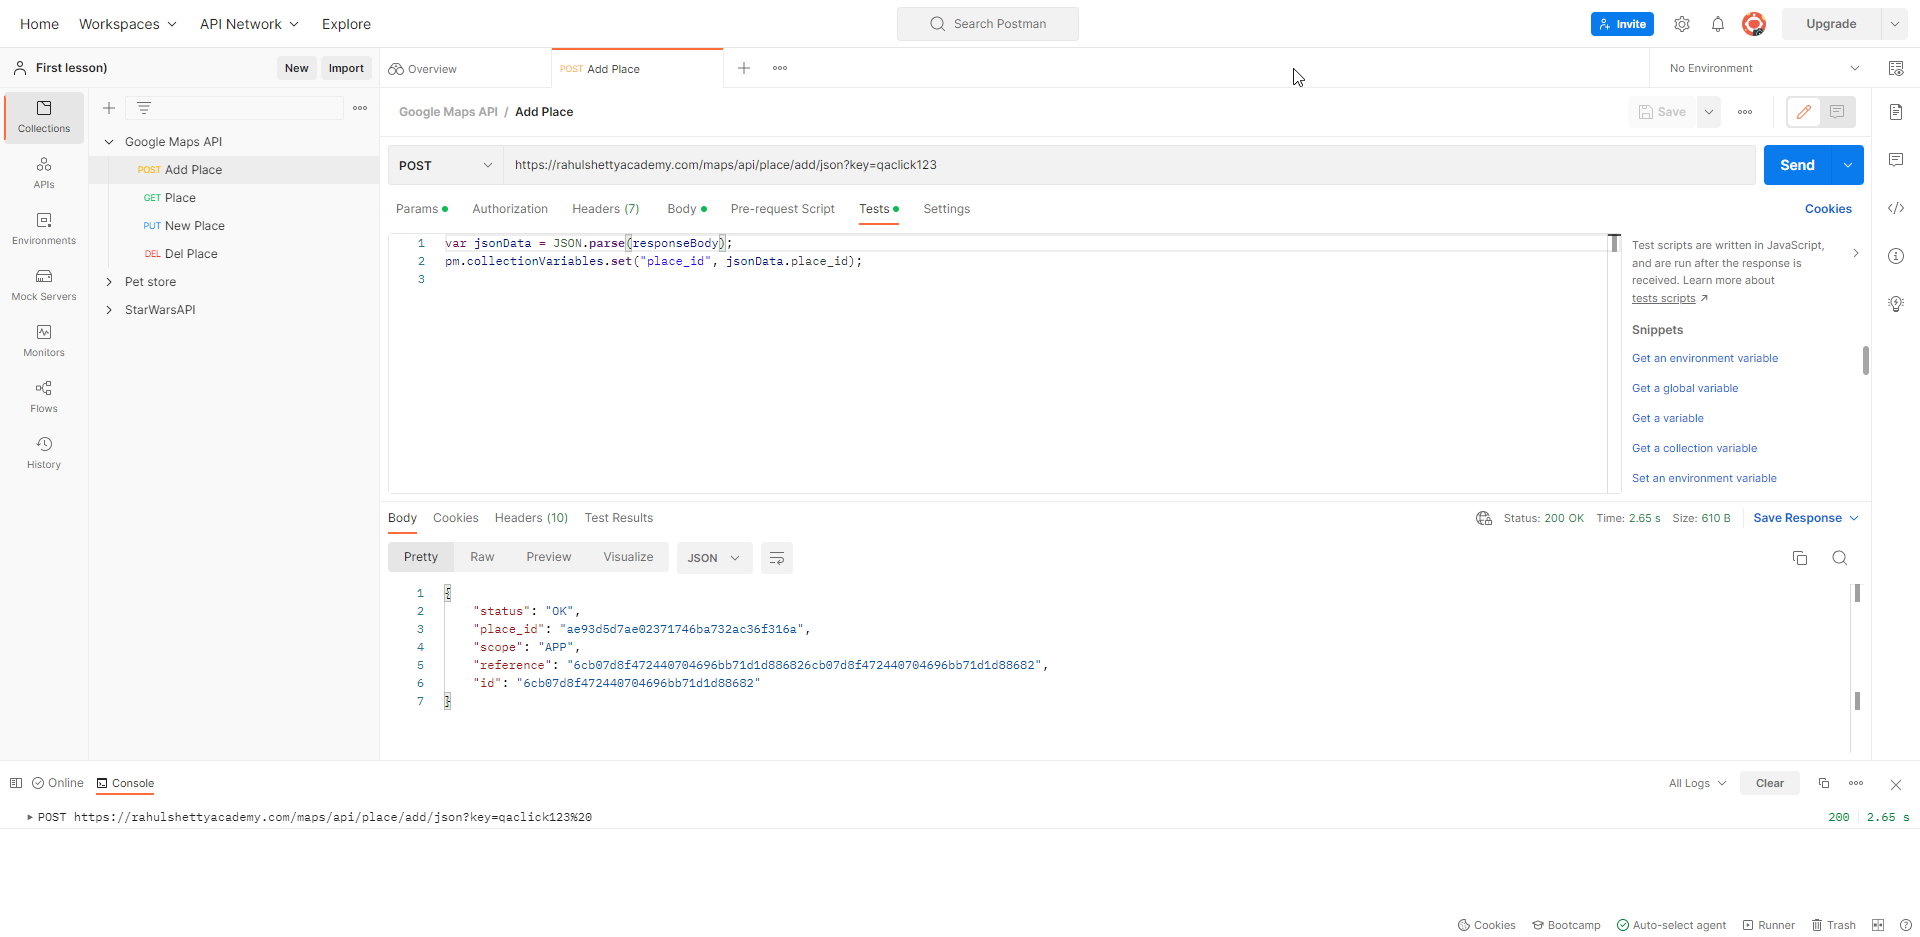 Home Workspaces API Network Explore Search Postman Invite Upgrade
First lesson) New Import Overview POST Add Place No Environment
Collections
APIs
Environments
Mock Servers
Monitors
Flows
History
Google Maps API
POST Add Place
GET Place
PUT New Place
DEL Del Place
Pet store
StarWarsAPI
Google Maps API / Add Place Save
POST https://rahulshettyacademy.com/maps/api/place/add/json?key=qaclick123 Send
Params Authorization Headers (7) Body Pre-request Script Tests Settings Cookies
1 var jsonData = JSON.parse(responseBody);
2 pm.collectionVariables.set("place_id", jsonData.place_id);
3
Test scripts are written in JavaScript,
and are run after the response is
received. Learn more about
tests scripts ↗
Snippets
Get an environment variable
Get a global variable
Get a variable
Get a collection variable
Set an environment variable
Body Cookies Headers (10) Test Results Status: 200 OK Time: 2.65 s Size: 610 B Save Response
Pretty Raw Preview Visualize JSON
1 {
2 "status": "OK",
3 "place_id": "ae93d5d7ae02371746ba732ac36f316a",
4 "scope": "APP",
5 "reference": "6cb07d8f472440704696bb71d1d886826cb07d8f472440704696bb71d1d88682",
6 "id": "6cb07d8f472440704696bb71d1d88682"
7 }
Online Console All Logs Clear
POST https://rahulshettyacademy.com/maps/api/place/add/json?key=qaclick123%20 200 2.65 s
Cookies Bootcamp Auto-select agent Runner Trash